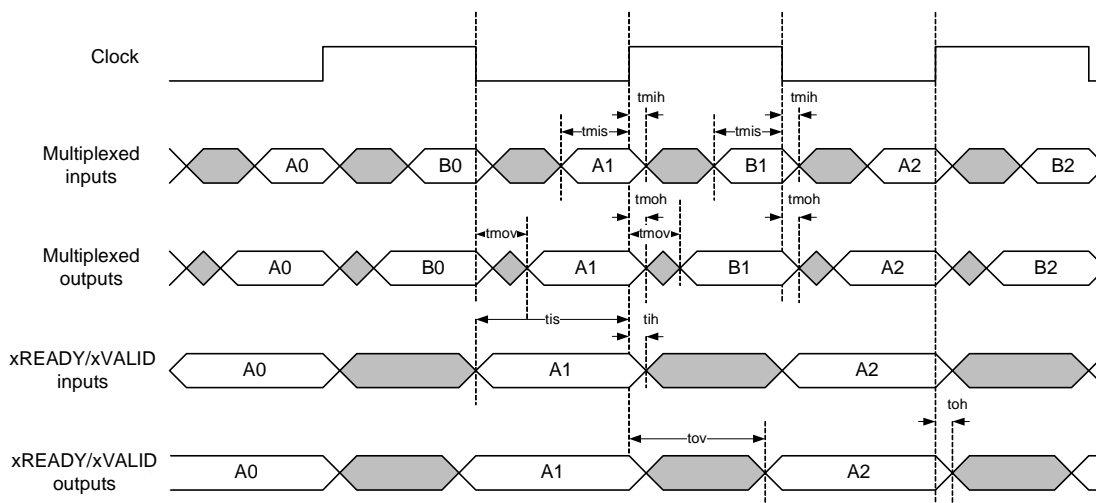 Clock
tmih
tmih
tmis
tmis
Multiplexed
inputs
A0
B0
A1
B1
A2
B2
tmoh
tmoh
tmov
tmov
Multiplexed
outputs
A0
B0
A1
B1
A2
B2
tis
tih
xREADY/xVALID
inputs
A0
A1
A2
toh
tov
xREADY/xVALID
outputs
A0
A1
A2